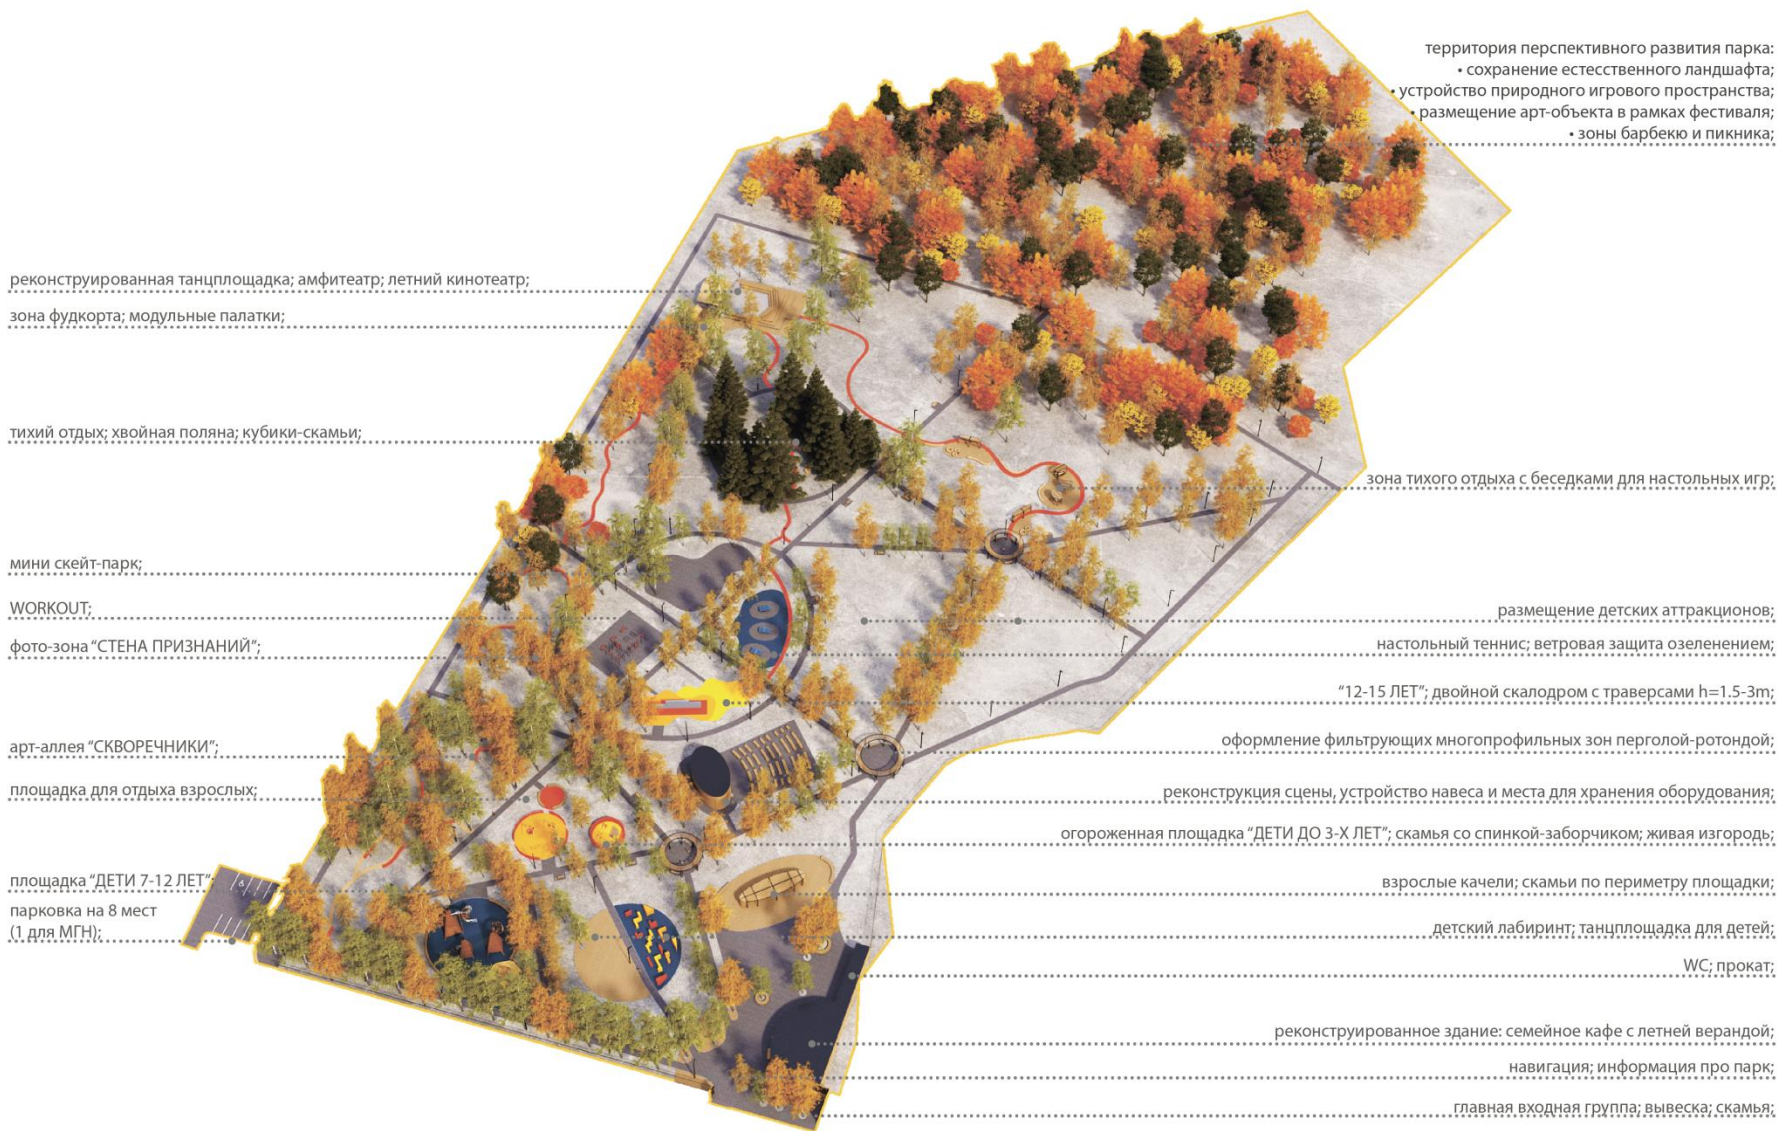 территория перспективного развития парка:
• сохранение естесственного ландшафта;
• устройство природного игрового пространства;
• размещение арт-объекта в рамках фестиваля;
• зоны барбекю и пикника;
реконструированная танцплощадка; амфитеатр; летний кинотеатр;
зона фудкорта; модульные палатки;
тихий отдых; хвойная поляна; кубики-скамьи;
мини скейт-парк;
WORKOUT;
фото-зона “СТЕНА ПРИЗНАНИЙ”;
арт-аллея “СКВОРЕЧНИКИ”;
площадка для отдыха взрослых;
площадка “ДЕТИ 7-12 ЛЕТ”
парковка на 8 мест
(1 для МГН);
зона тихого отдыха с беседками для настольных игр;
размещение детских аттракционов;
настольный теннис; ветровая защита озеленением;
“12-15 ЛЕТ”; двойной скалодром с траверсами h=1.5-3m;
оформление фильтрующих многопрофильных зон перголой-ротондой;
реконструкция сцены, устройство навеса и места для хранения оборудования;
огороженная площадка “ДЕТИ ДО 3-Х ЛЕТ”; скамья со спинкой-заборчиком; живая изгородь;
взрослые качели; скамьи по периметру площадки;
детский лабиринт; танцплощадка для детей;
WC; прокат;
реконструированное здание: семейное кафе с летней верандой;
навигация; информация про парк;
главная входная группа; вывеска; скамья;